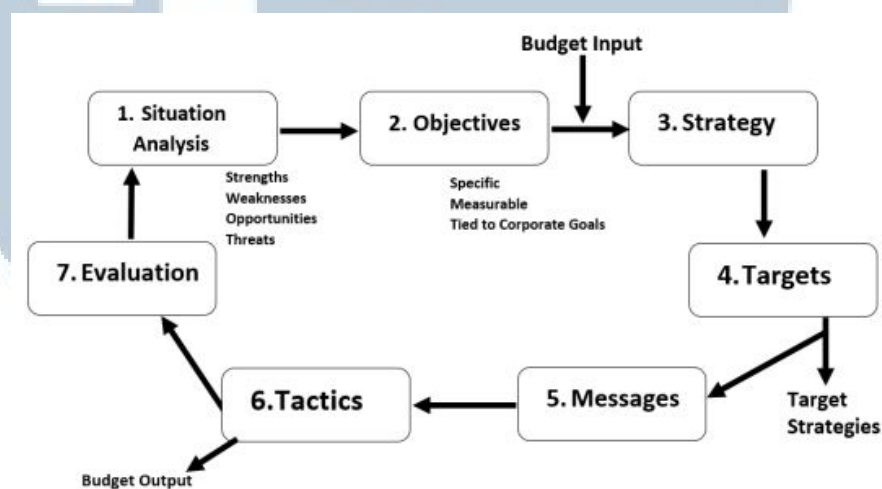 Budget Input
1. Situation
Analysis
2. Objectives
3. Strategy
Strengths
Weaknesses
Opportunities
Threats
Specific
Measurable
Tied to Corporate Goals
4.Targets
Target
Strategies
5. Messages
6.Tactics
Budget Output
7. Evaluation